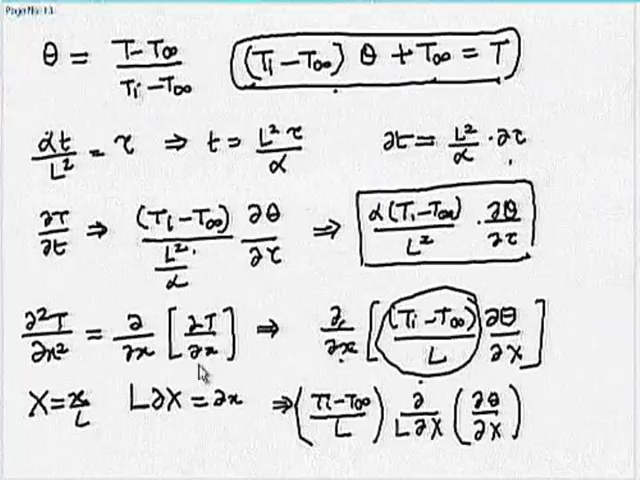 Page No: 13
θ = (T - T∞)/(Ti - T∞)    (Ti - T∞) θ + T∞ = T
αt/L² = τ ⇒ t = L²τ/α    ∂t = L²/α · ∂τ
∂T/∂t ⇒ (Ti - T∞)/(L²/α) ∂θ/∂τ ⇒ α(Ti - T∞)/L² · ∂θ/∂τ
∂²T/∂x² = ∂/∂x [∂T/∂x] ⇒ ∂/∂x [(Ti - T∞)/L ∂θ/∂X]
X = x/L    L∂X = ∂x ⇒ (Ti - T∞/L) ∂/L∂X (∂θ/∂X)